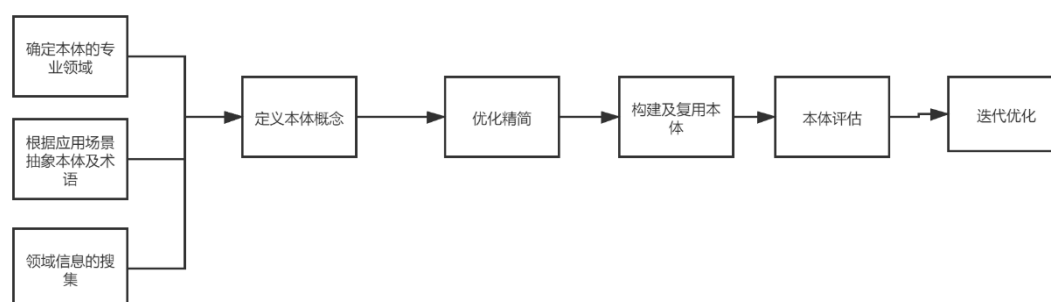 确定本体的专
业领域
根据应用场景
抽象本体及术
语
领域信息的搜
集
定义本体概念
优化精简
构建及复用本
体
本体评估
迭代优化